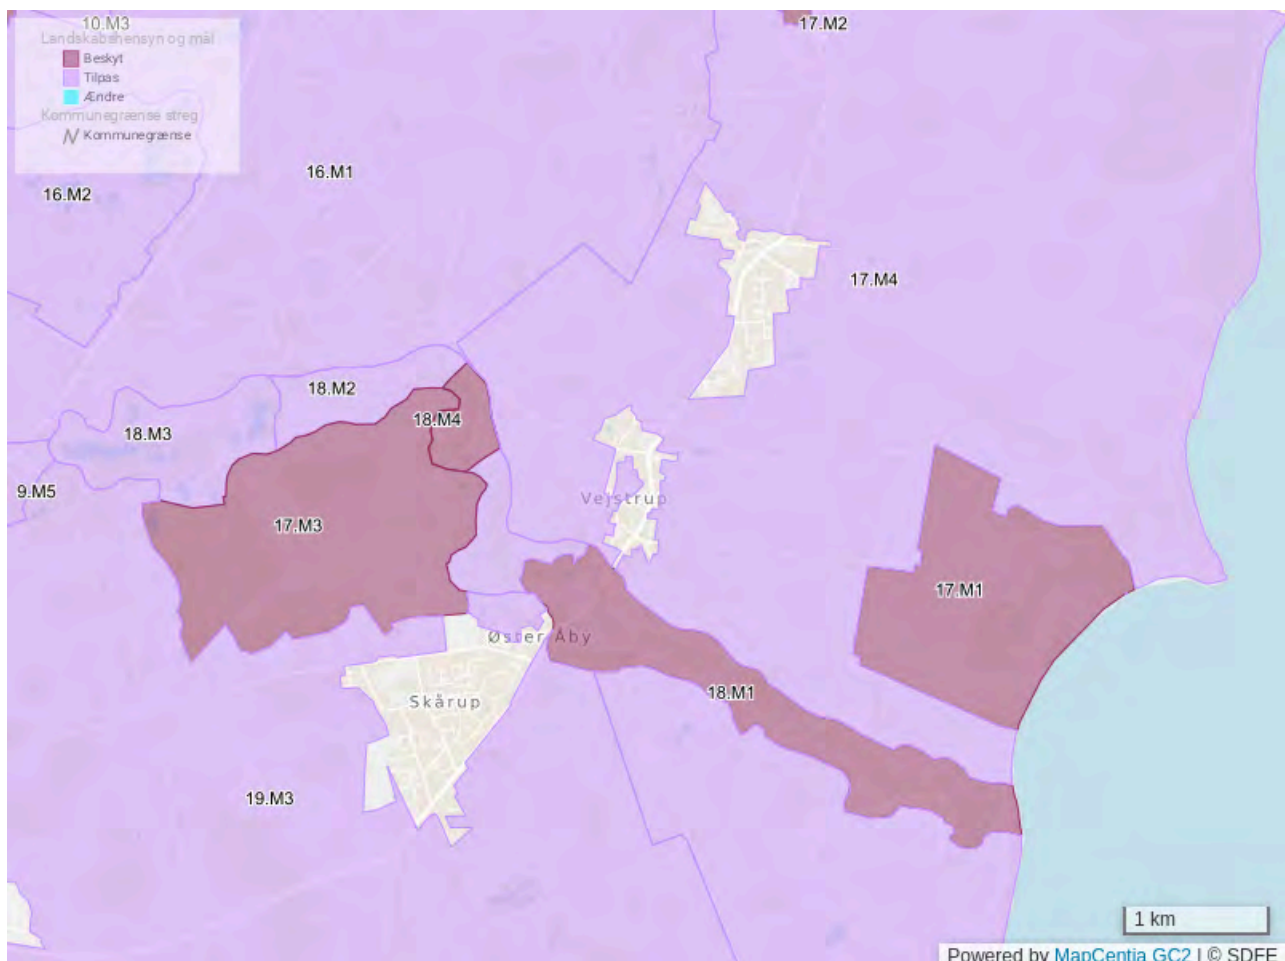 10.M3
17.M2
Landskabshensyn og mål
Beskyt
Tilpas
Ændre
Kommunegrænse streg
Kommunegrænse
16.M1
16.M2
17.M4
18.M2
18.M4
18.M3
9.M5
Vejstrup
17.M3
17.M1
Øster Åby
18.M1
Skårup
19.M3
1 km
Powered by MapCentia GC2 | © SDFE